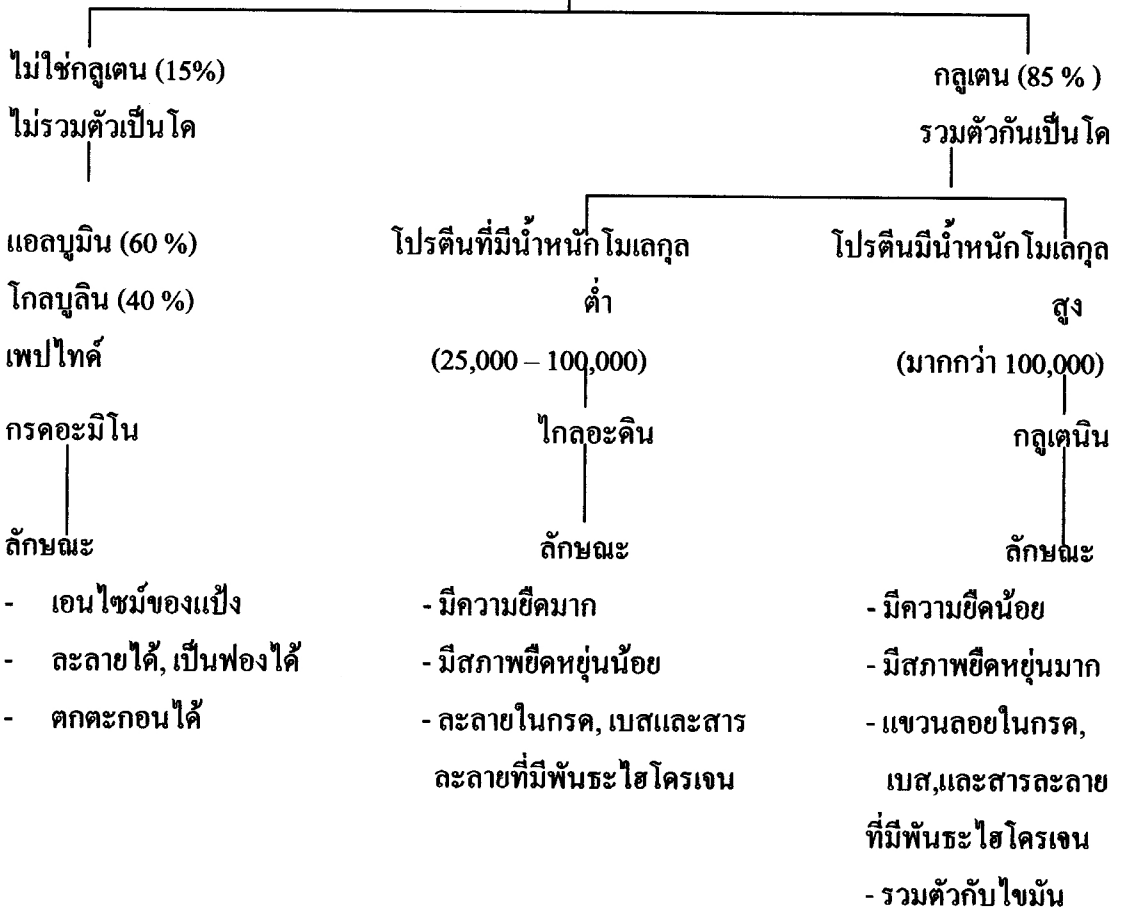 ไม่ใช่กลูเตน (15%)
ไม่รวมตัวเป็นโด
แอลบูมิน (60 %)
โกลบูลิน (40 %)
เพปไทด์
กรดอะมิโน
ลักษณะ
- เอนไซม์ของแป้ง
- ละลายได้, เป็นฟองได้
- ตกตะกอนได้
กลูเตน (85 % )
รวมตัวกันเป็นโด
โปรตีนที่มีน้ำหนักโมเลกุล
ต่ำ
(25,000 – 100,000)
ไกลอะดิน
ลักษณะ
- มีความยืดมาก
- มีสภาพยืดหยุ่นน้อย
- ละลายในกรด, เบสและสาร
ละลายที่มีพันธะไฮโดรเจน
โปรตีนมีน้ำหนักโมเลกุล
สูง
(มากกว่า 100,000)
กลูเตนิน
ลักษณะ
- มีความยืดน้อย
- มีสภาพยืดหยุ่นมาก
- แขวนลอยในกรด,
เบส,และสารละลาย
ที่มีพันธะไฮโดรเจน
- รวมตัวกับไขมัน